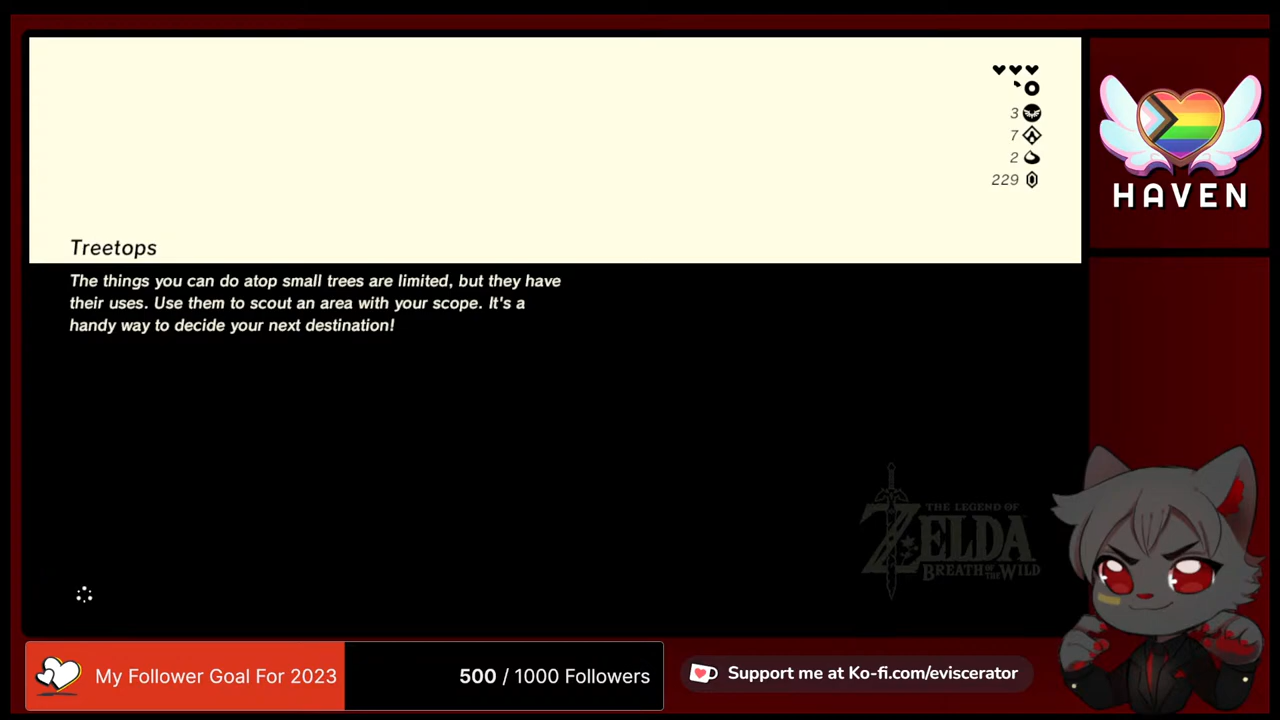 3
7
2
229
HAVEN
Treetops
The things you can do atop small trees are limited, but they have
their uses. Use them to scout an area with your scope. It's a
handy way to decide your next destination!
THE LEGEND OF
ZELDA
BREATH OF THE WILD
My Follower Goal For 2023
500 / 1000 Followers
Support me at Ko-fi.com/eviscerator